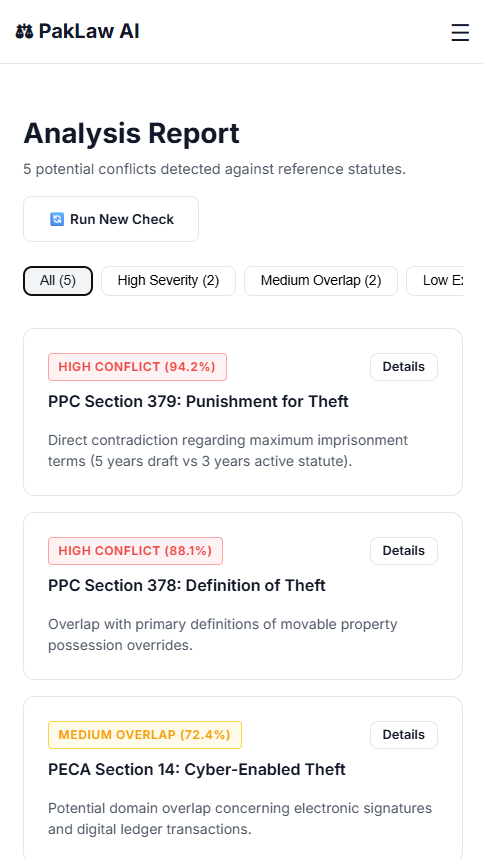 PakLaw AI
Analysis Report
5 potential conflicts detected against reference statutes.
Run New Check
All (5)
High Severity (2)
Medium Overlap (2)
Low
HIGH CONFLICT (94.2%)
Details
PPC Section 379: Punishment for Theft
Direct contradiction regarding maximum imprisonment
terms (5 years draft vs 3 years active statute).
HIGH CONFLICT (88.1%)
Details
PPC Section 378: Definition of Theft
Overlap with primary definitions of movable property
possession overrides.
MEDIUM OVERLAP (72.4%)
Details
PECA Section 14: Cyber-Enabled Theft
Potential domain overlap concerning electronic signatures
and digital ledger transactions.